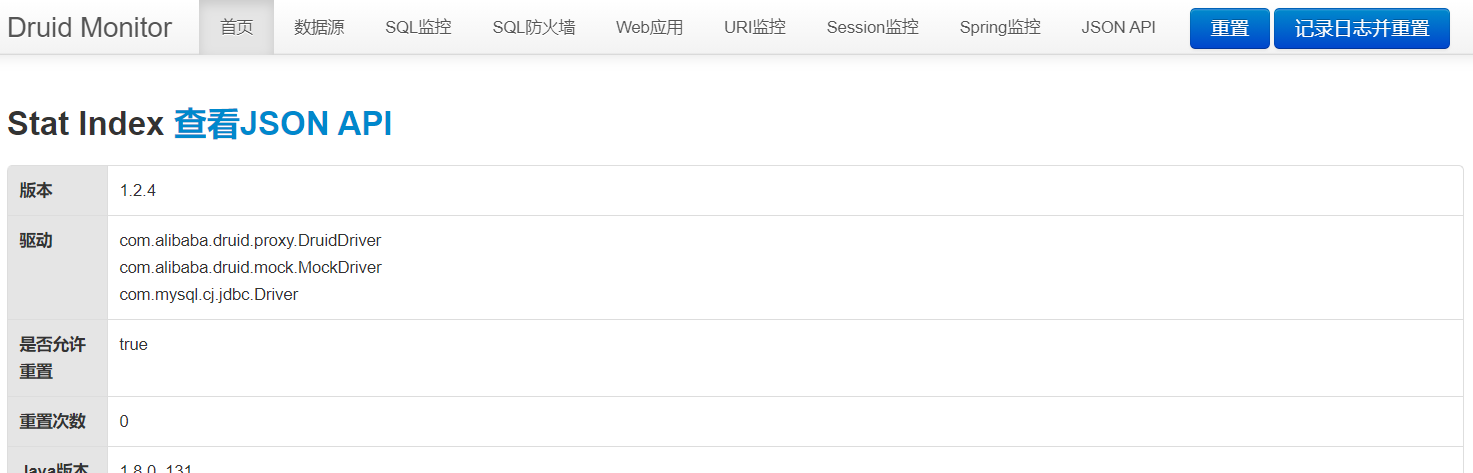 Druid Monitor 首页 数据源 SQL监控 SQL防火墙 Web应用 URI监控 Session监控 Spring监控 JSON API 重置 记录日志并重置
Stat Index 查看JSON API
版本 1.2.4
驱动 com.alibaba.druid.proxy.DruidDriver
com.alibaba.druid.mock.MockDriver
com.mysql.cj.jdbc.Driver
是否允许 true
重置
重置次数 0
Java版本 1.8.0_131